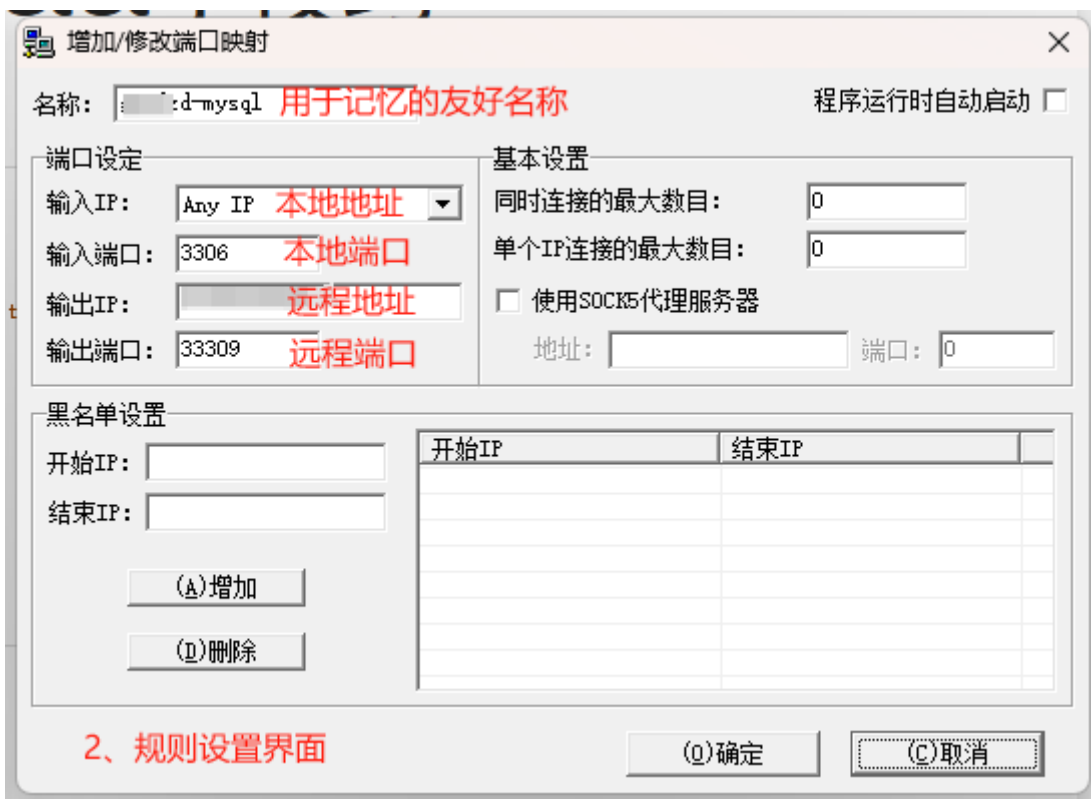 增加/修改端口映射
名称： d-mysql 用于记忆的友好名称
程序运行时自动启动
端口设定
输入IP： Any IP 本地地址
输入端口： 3306 本地端口
输出IP： 远程地址
输出端口： 33309 远程端口
基本设置
同时连接的最大数目： 0
单个IP连接的最大数目： 0
使用SOCK5代理服务器
地址： 端口： 0
黑名单设置
开始IP：
结束IP：
(A)增加
(D)删除
开始IP 结束IP
2、规则设置界面
(O)确定 (C)取消